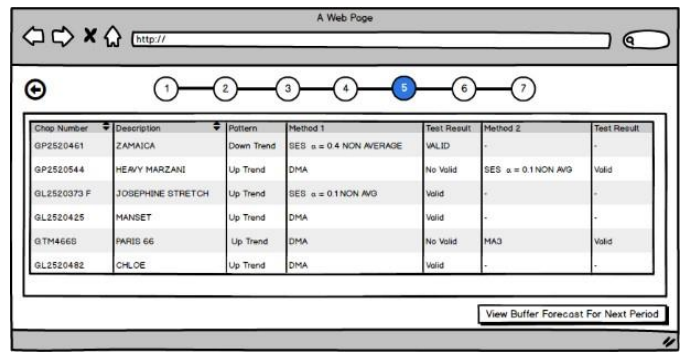 A Web Page
http://
1 2 3 4 5 6 7
Chop Number Description Pattern Method 1 Test Result Method 2 Test Result
GP2520461 ZAMAICA Down Trend SES α = 0.4 NON AVERAGE VALID - -
GP2520544 HEAVY MARZANI Up Trend DMA No Valid SES α = 0.1 NON AVG Valid
GL2520373 F JOSEPHINE STRETCH Up Trend SES α = 0.1 NON AVG Valid - -
GL2520425 MANSET Up Trend DMA Valid - -
GTM466S PARIS 66 Up Trend DMA No Valid MA3 Valid
GL2520482 CHLOE Up Trend DMA Valid - -
View Buffer Forecast For Next Period